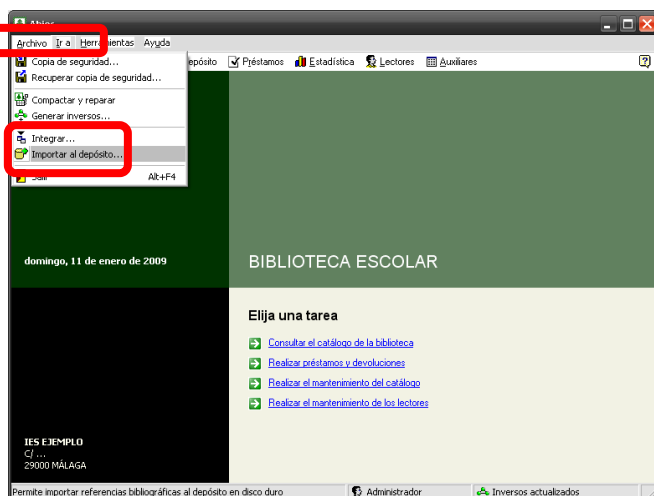 Abies
Archivo Ir a Herramientas Ayuda
epósito Préstamos Estadística Lectores Auxiliares
Copia de seguridad...
Recuperar copia de seguridad...
Compactar y reparar
Generar inversos...
Integrar...
Importar al depósito...
Salir Alt+F4
domingo, 11 de enero de 2009
BIBLIOTECA ESCOLAR
Elija una tarea
Consultar el catálogo de la biblioteca
Realizar préstamos y devoluciones
Realizar el mantenimiento del catálogo
Realizar el mantenimiento de los lectores
IES EJEMPLO
C/ ...
29000 MÁLAGA
Permite importar referencias bibliográficas al depósito en disco duro Administrador Inversos actualizados